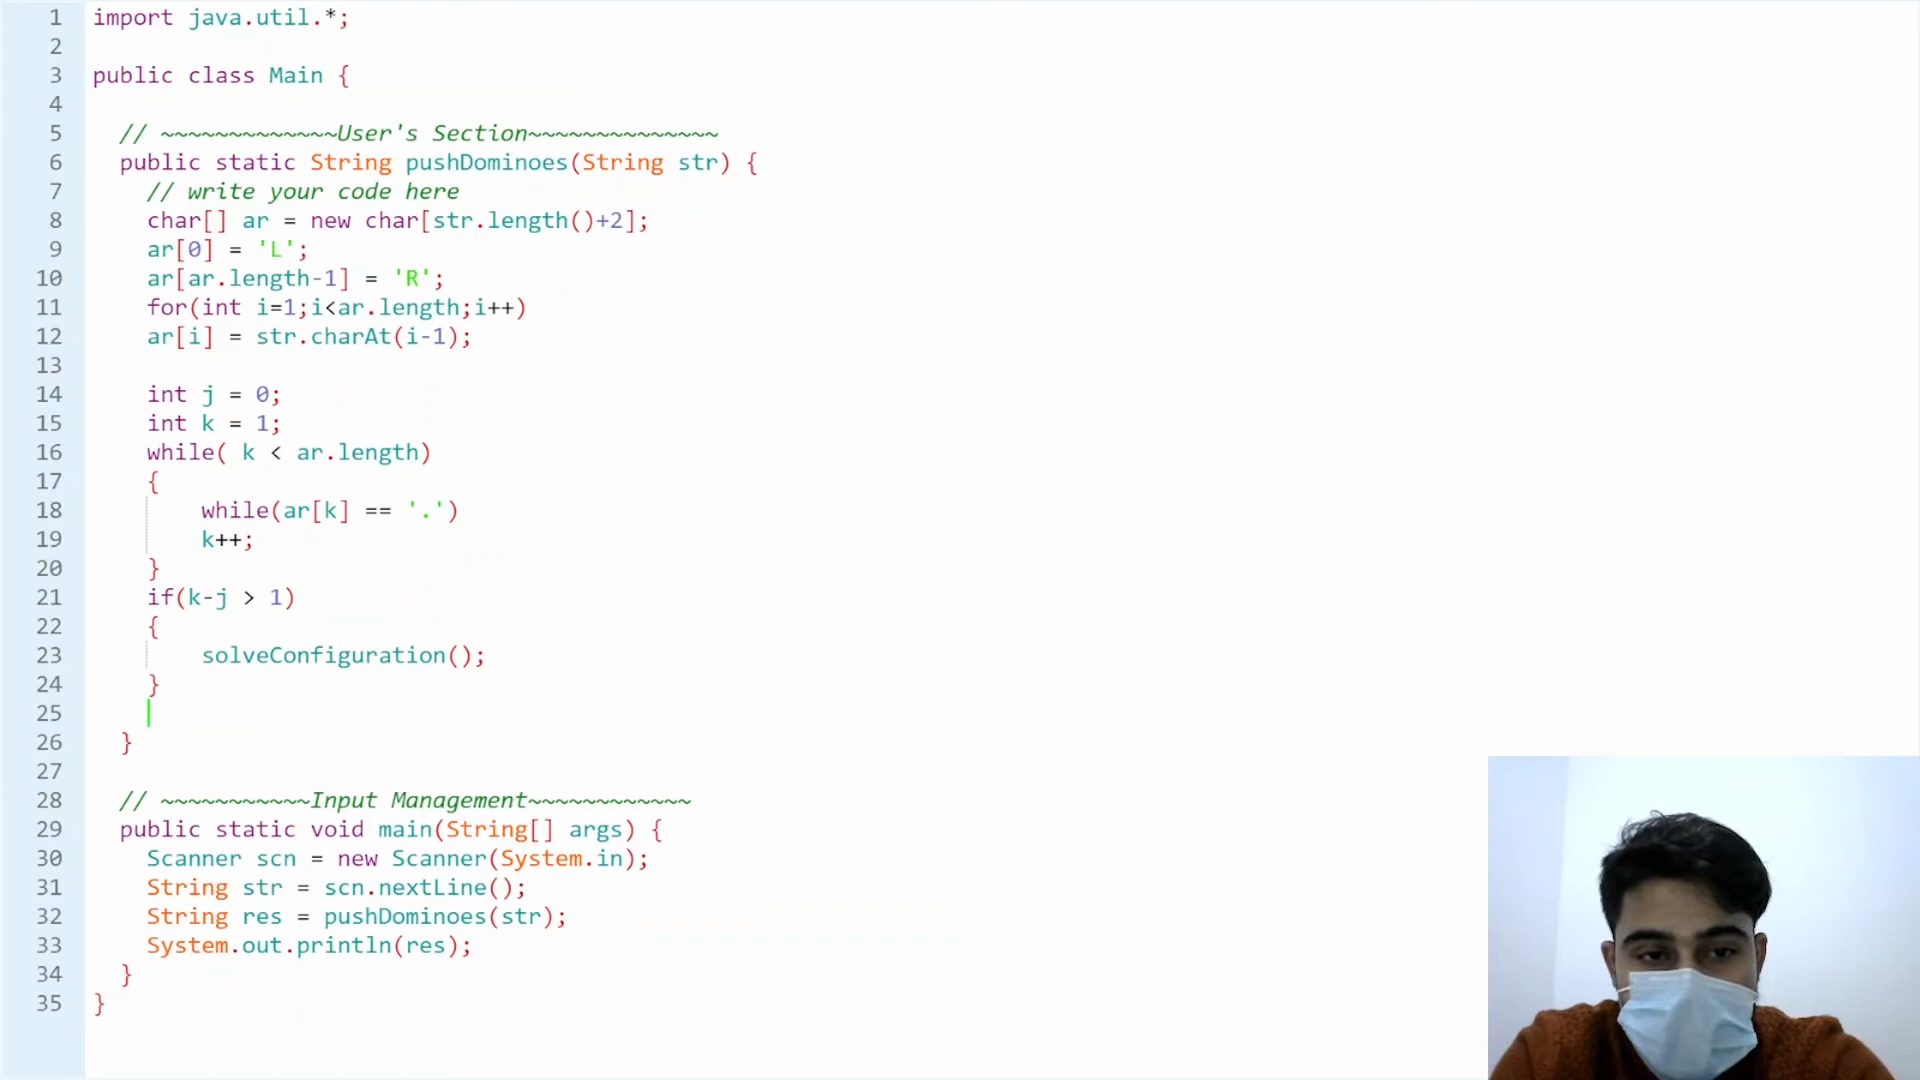 1 import java.util.*;
2
3 public class Main {
4
5 // ~~~~~~~~~~~~~User's Section~~~~~~~~~~~~~~
6 public static String pushDominoes(String str) {
7 // write your code here
8 char[] ar = new char[str.length()+2];
9 ar[0] = 'L';
10 ar[ar.length-1] = 'R';
11 for(int i=1;i<ar.length;i++)
12 ar[i] = str.charAt(i-1);
13
14 int j = 0;
15 int k = 1;
16 while( k < ar.length)
17 {
18 while(ar[k] == '.')
19 k++;
20 }
21 if(k-j > 1)
22 {
23 solveConfiguration();
24 }
25
26 }
27
28 // ~~~~~~~~~~~Input Management~~~~~~~~~~~~
29 public static void main(String[] args) {
30 Scanner scn = new Scanner(System.in);
31 String str = scn.nextLine();
32 String res = pushDominoes(str);
33 System.out.println(res);
34 }
35 }